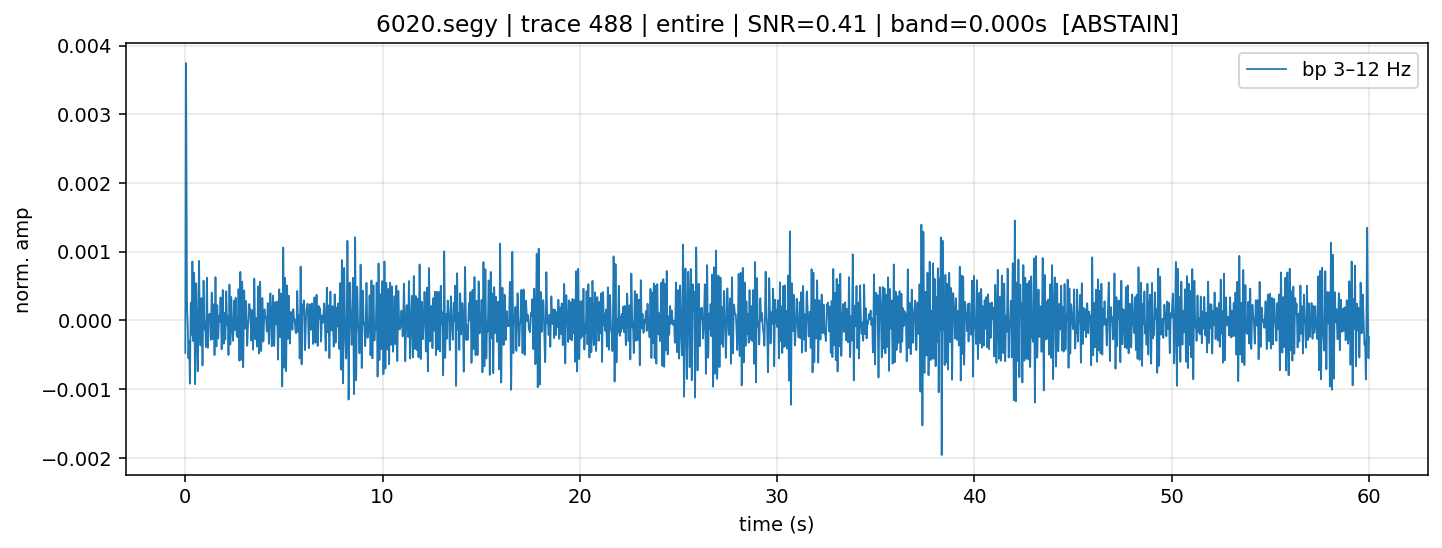 6020.segy | trace 488 | entire | SNR=0.41 | band=0.000s  [ABSTAIN]
bp 3–12 Hz
norm. amp
0.004
0.003
0.002
0.001
0.000
−0.001
−0.002
0 10 20 30 40 50 60
time (s)